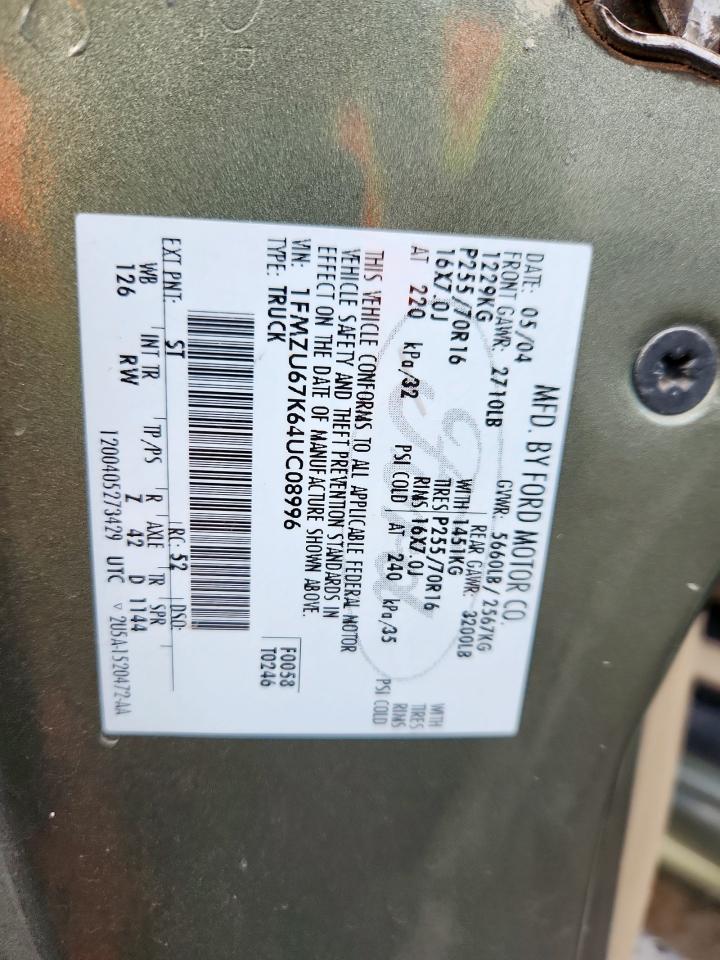 MFD. BY FORD MOTOR CO.
DATE: 05/04 GVWR: 5660LB / 2567KG
FRONT GAWR: 2710LB REAR GAWR: 3200LB
1229KG WITH 1451KG WITH
P255/70R16 TIRES P255/70R16 TIRES
16X7.0J RIMS 16X7.0J RIMS
AT 220 kPa/32 PSI COLD AT 240 kPa/35 PSI COLD
THIS VEHICLE CONFORMS TO ALL APPLICABLE FEDERAL MOTOR
VEHICLE SAFETY AND THEFT PREVENTION STANDARDS IN
EFFECT ON THE DATE OF MANUFACTURE SHOWN ABOVE.
VIN: 1FMZU67K64UC08996 F0058
TYPE: TRUCK T0246
EXT PNT: ST RC: 52 DSO:
WB INT TR TP/PS R AXLE TR SPR
126 RW Z 42 D 1144
1200405273429 UTC ▽ 2U5A-1520472-AA